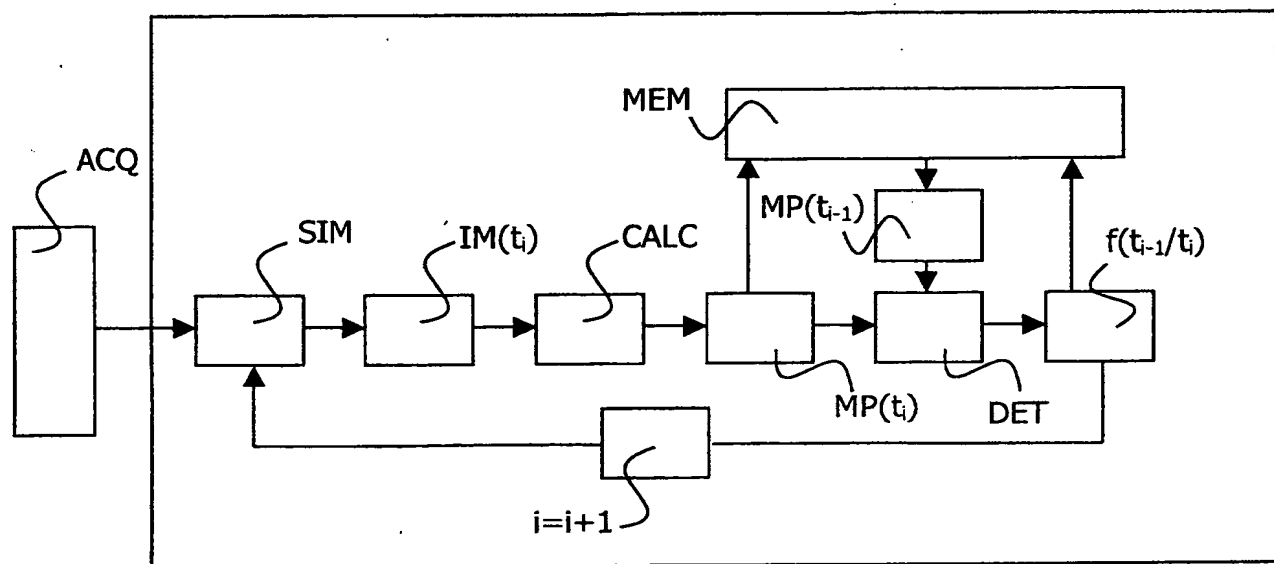 MEM
ACQ
MP(tᵢ₋₁)
SIM
IM(tᵢ)
CALC
f(tᵢ₋₁/tᵢ)
MP(tᵢ)
DET
i=i+1